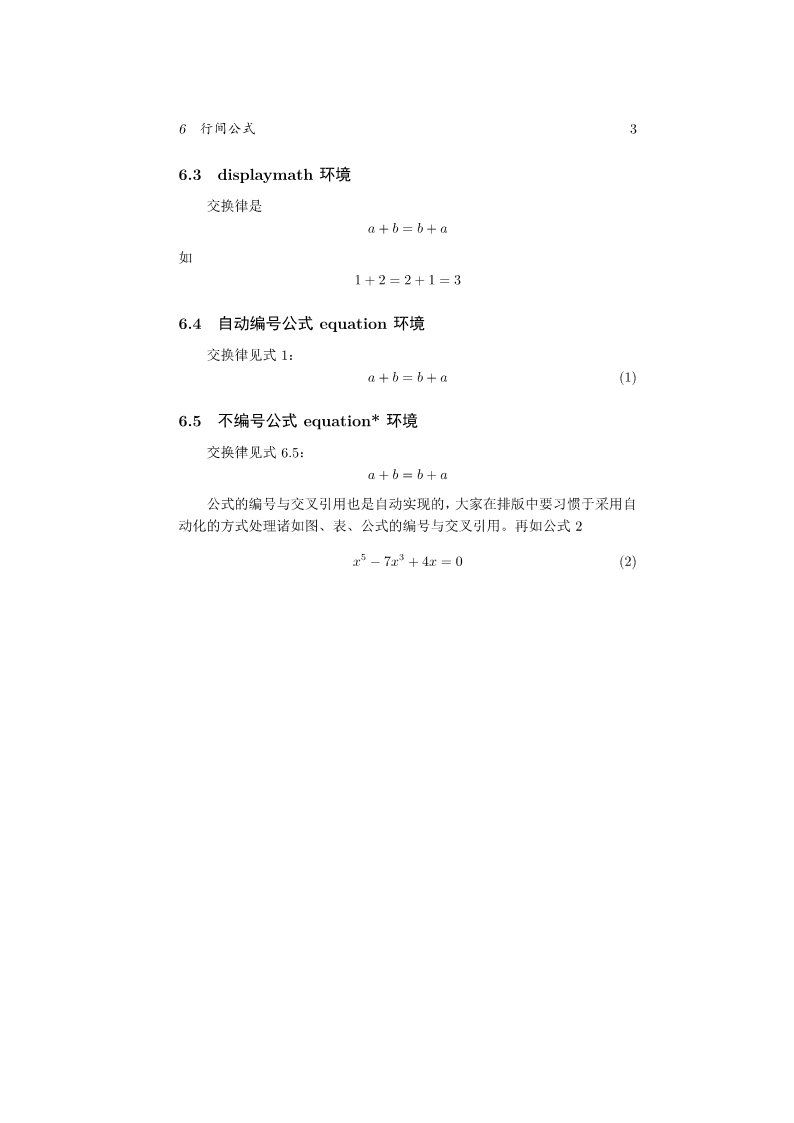 6 行间公式 3
6.3 displaymath 环境
交换律是
a + b = b + a
如
1 + 2 = 2 + 1 = 3
6.4 自动编号公式 equation 环境
交换律见式 1：
a + b = b + a (1)
6.5 不编号公式 equation* 环境
交换律见式 6.5：
a + b = b + a
公式的编号与交叉引用也是自动实现的，大家在排版中要习惯于采用自
动化的方式处理诸如图、表、公式的编号与交叉引用。再如公式 2
x⁵ − 7x³ + 4x = 0 (2)